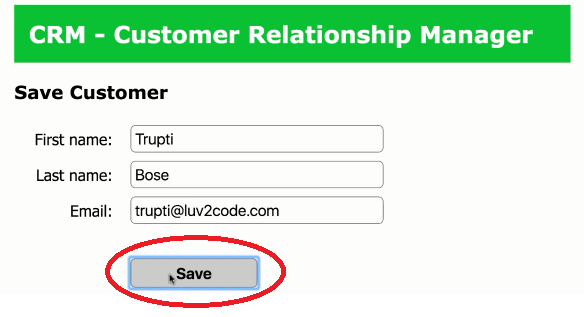 CRM - Customer Relationship Manager
Save Customer
First name: Trupti
Last name: Bose
Email: trupti@luv2code.com
Save